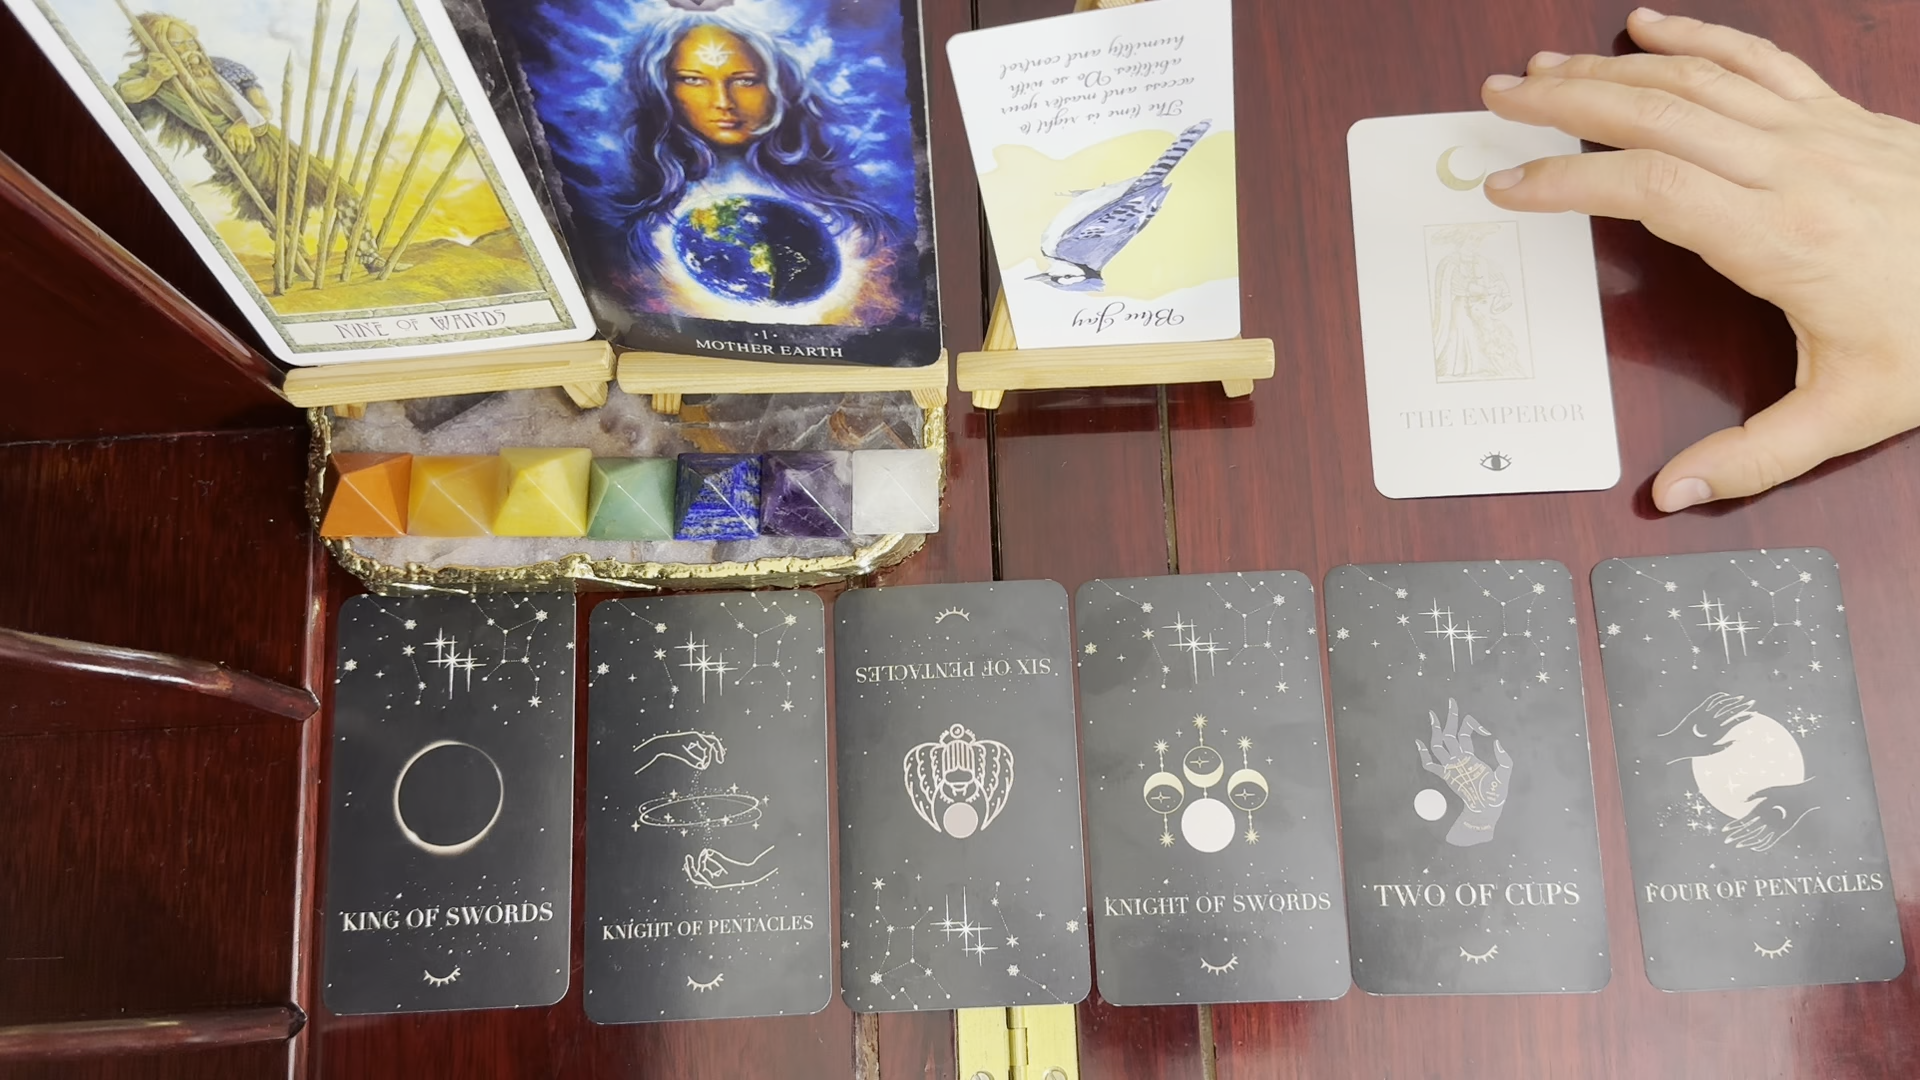 NINE OF WANDS
·I·
MOTHER EARTH
Blue Jay
The time is right to
access and master your
abilities. Do so with
humility and control
THE EMPEROR
KING OF SWORDS
KNIGHT OF PENTACLES
SIX OF PENTACLES
KNIGHT OF SWORDS
TWO OF CUPS
FOUR OF PENTACLES